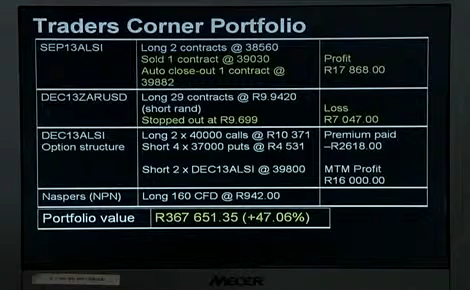 Traders Corner Portfolio
SEP13ALSI
Long 2 contracts @ 38560
Sold 1 contract @ 39030
Auto close-out 1 contract @
39882
Profit
R17 868.00
DEC13ZARUSD
Long 29 contracts @ R9.9420
(short rand)
Stopped out at R9.699
Loss
R7 047.00
DEC13ALSI
Option structure
Long 2 x 40000 calls @ R10 371
Short 4 x 37000 puts @ R4 531
Short 2 x DEC13ALSI @ 39800
Premium paid
–R2618.00
MTM Profit
R16 000.00
Naspers (NPN)
Long 160 CFD @ R942.00
Portfolio value
R367 651.35 (+47.06%)
MECER